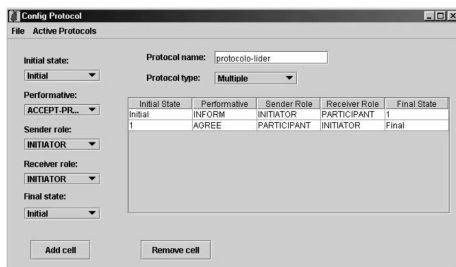 Config Protocol
File Active Protocols
Initial state:
Initial
Performative:
ACCEPT-PR...
Sender role:
INITIATOR
Receiver role:
INITIATOR
Final state:
Initial
Protocol name: protocolo-lider
Protocol type: Multiple
Initial State Performative Sender Role Receiver Role Final State
Initial INFORM INITIATOR PARTICIPANT 1
1 AGREE PARTICIPANT INITIATOR Final
Add cell Remove cell